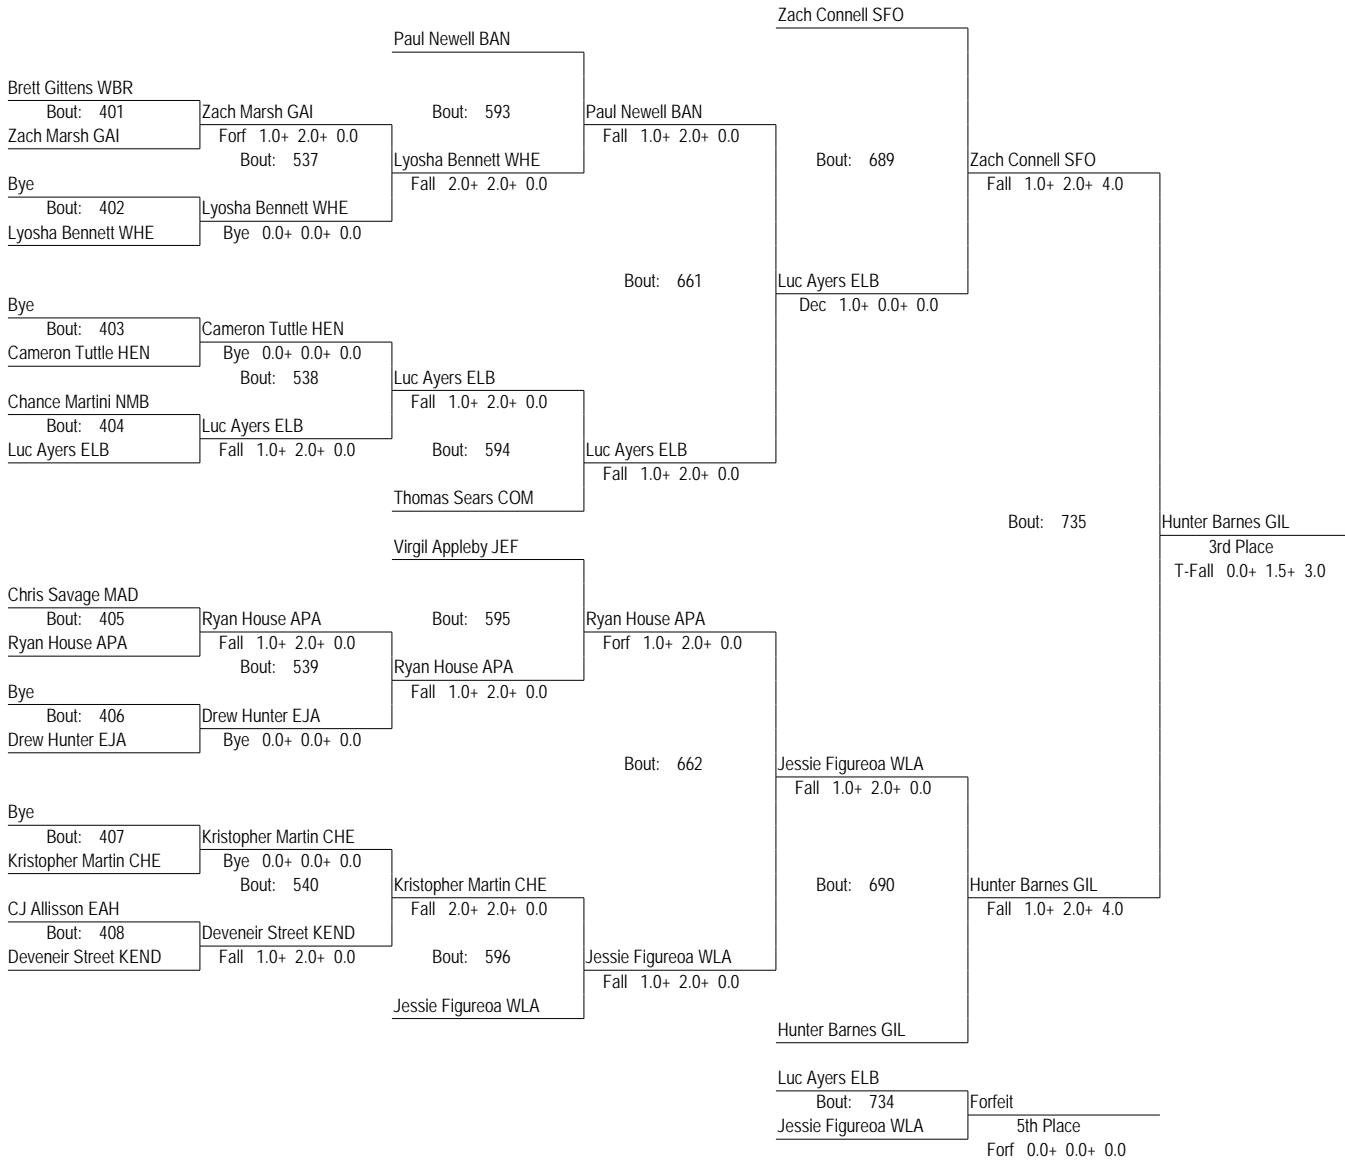 Zach Connell SFO
Paul Newell BAN
Brett Gittens WBR
Bout: 401
Zach Marsh GAI
Zach Marsh GAI
Forf 1.0+ 2.0+ 0.0
Bout: 537
Bye
Bout: 402
Lyosha Bennett WHE
Lyosha Bennett WHE
Bye 0.0+ 0.0+ 0.0
Bout: 593
Lyosha Bennett WHE
Fall 2.0+ 2.0+ 0.0
Paul Newell BAN
Fall 1.0+ 2.0+ 0.0
Bye
Bout: 403
Cameron Tuttle HEN
Cameron Tuttle HEN
Bye 0.0+ 0.0+ 0.0
Bout: 538
Chance Martini NMB
Bout: 404
Luc Ayers ELB
Luc Ayers ELB
Fall 1.0+ 2.0+ 0.0
Luc Ayers ELB
Fall 1.0+ 2.0+ 0.0
Bout: 594
Thomas Sears COM
Luc Ayers ELB
Fall 1.0+ 2.0+ 0.0
Bout: 661
Luc Ayers ELB
Dec 1.0+ 0.0+ 0.0
Bout: 689
Zach Connell SFO
Fall 1.0+ 2.0+ 4.0
Bout: 735
Hunter Barnes GIL
3rd Place
T-Fall 0.0+ 1.5+ 3.0
Virgil Appleby JEF
Chris Savage MAD
Bout: 405
Ryan House APA
Ryan House APA
Fall 1.0+ 2.0+ 0.0
Bout: 539
Bye
Bout: 406
Drew Hunter EJA
Drew Hunter EJA
Bye 0.0+ 0.0+ 0.0
Bout: 595
Ryan House APA
Fall 1.0+ 2.0+ 0.0
Ryan House APA
Forf 1.0+ 2.0+ 0.0
Bout: 662
Bye
Bout: 407
Kristopher Martin CHE
Kristopher Martin CHE
Bye 0.0+ 0.0+ 0.0
Bout: 540
CJ Allisson EAH
Bout: 408
Deveneir Street KEND
Deveneir Street KEND
Fall 1.0+ 2.0+ 0.0
Kristopher Martin CHE
Fall 2.0+ 2.0+ 0.0
Bout: 596
Jessie Figureoa WLA
Jessie Figureoa WLA
Fall 1.0+ 2.0+ 0.0
Jessie Figureoa WLA
Fall 1.0+ 2.0+ 0.0
Bout: 690
Hunter Barnes GIL
Hunter Barnes GIL
Fall 1.0+ 2.0+ 4.0
Luc Ayers ELB
Bout: 734
Jessie Figureoa WLA
Forfeit
5th Place
Forf 0.0+ 0.0+ 0.0